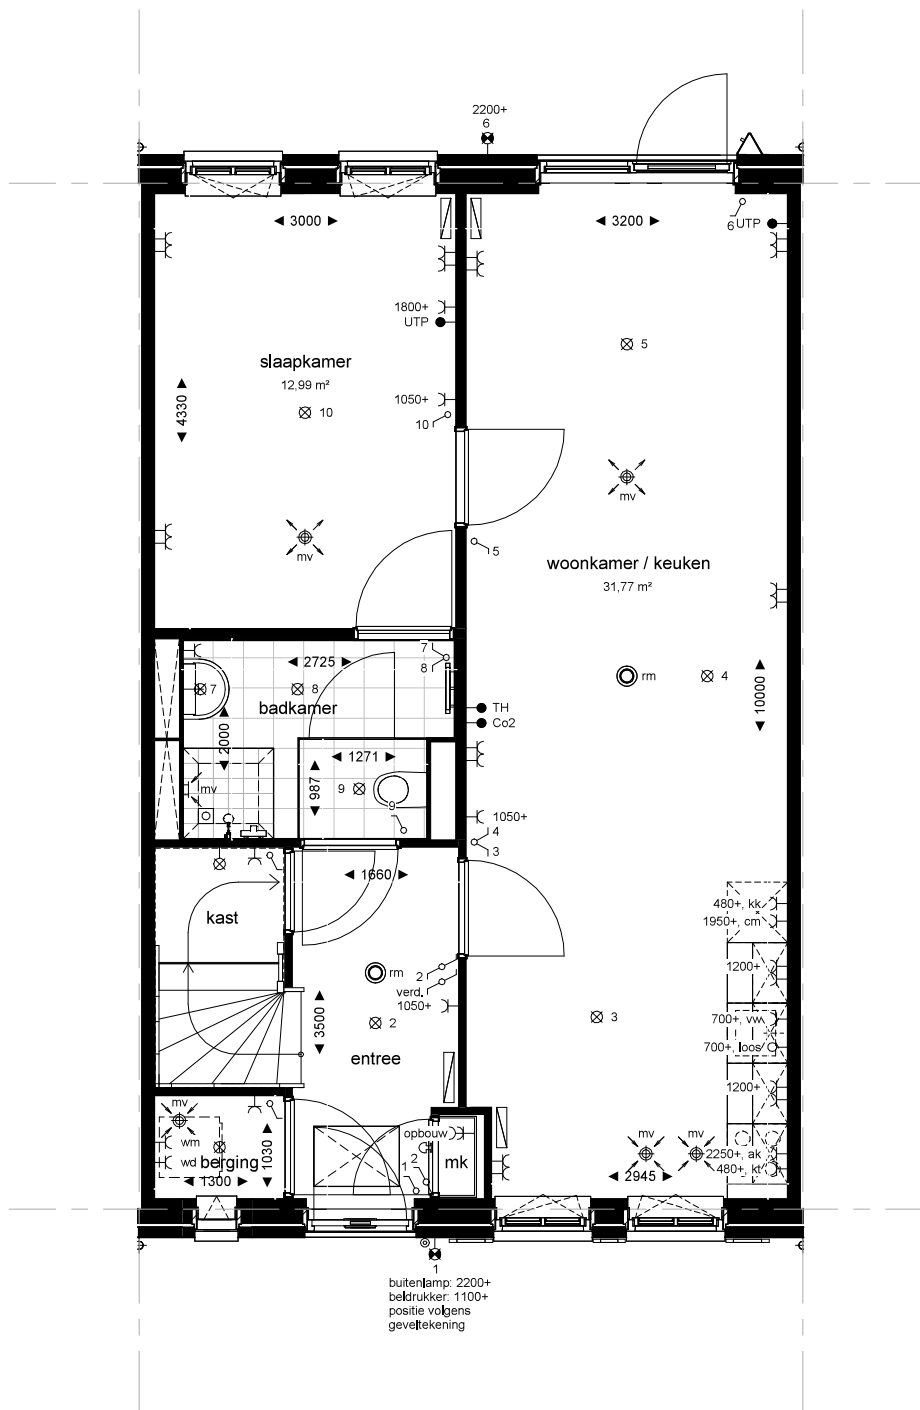 2200+
6
3000
3200
6
UTP
1800+
UTP
5
slaapkamer
12,99 m²
4330
1050+
10
10
mv
mv
5
woonkamer / keuken
31,77 m²
7
8
2725
7
8
badkamer
rm
4
10000
TH
Co2
2000
1271
987
mv
9
9
1050+
4
3
1660
kast
480+, kk
1950+, cm
rm
2
verd.
1050+
1200+
3500
2
3
700+, vw
700+, loos
entree
1200+
mv
opbouw
mv
mv
wm
wd
berging
1030
1300
1
2
mk
2250+, ak
480+, kt
2945
1
buitenlamp: 2200+
beldrukker: 1100+
positie volgens
geveltekening